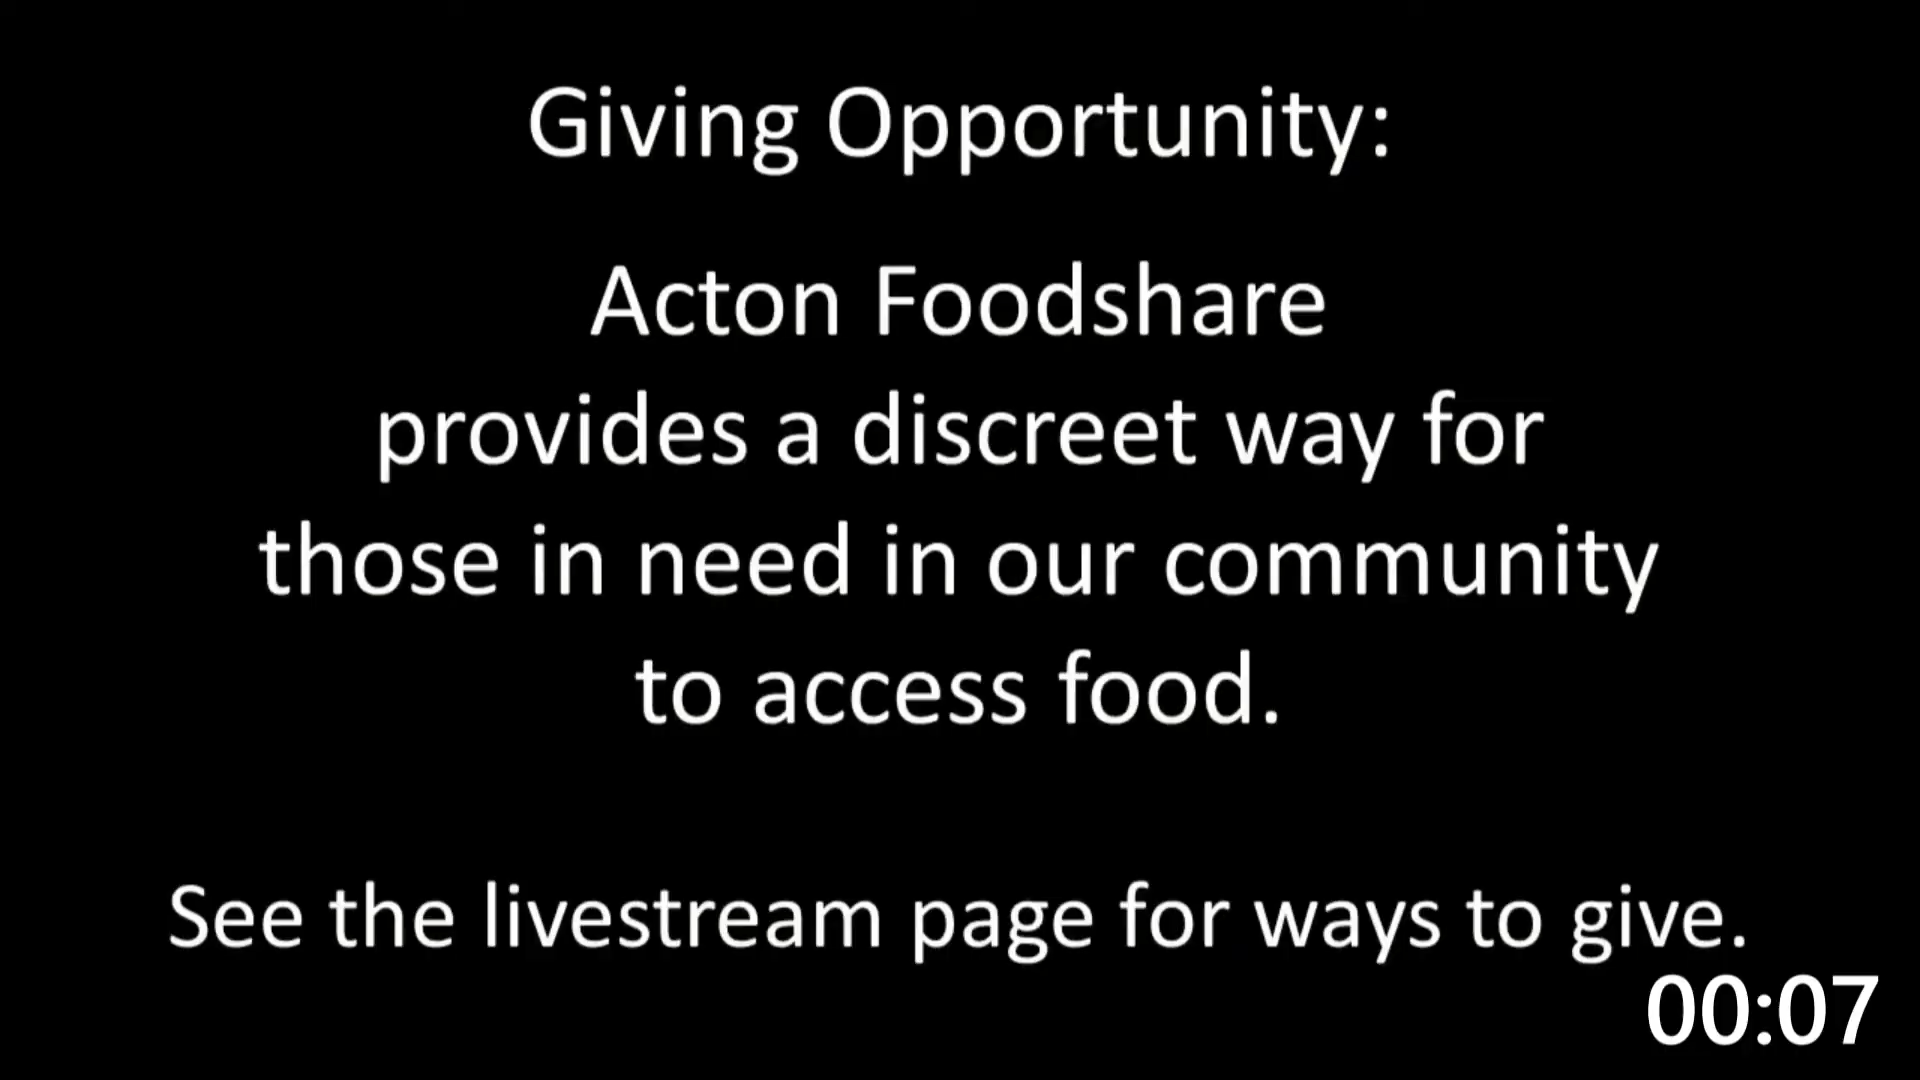 Giving Opportunity:
Acton Foodshare
provides a discreet way for
those in need in our community
to access food.
See the livestream page for ways to give.
00:07